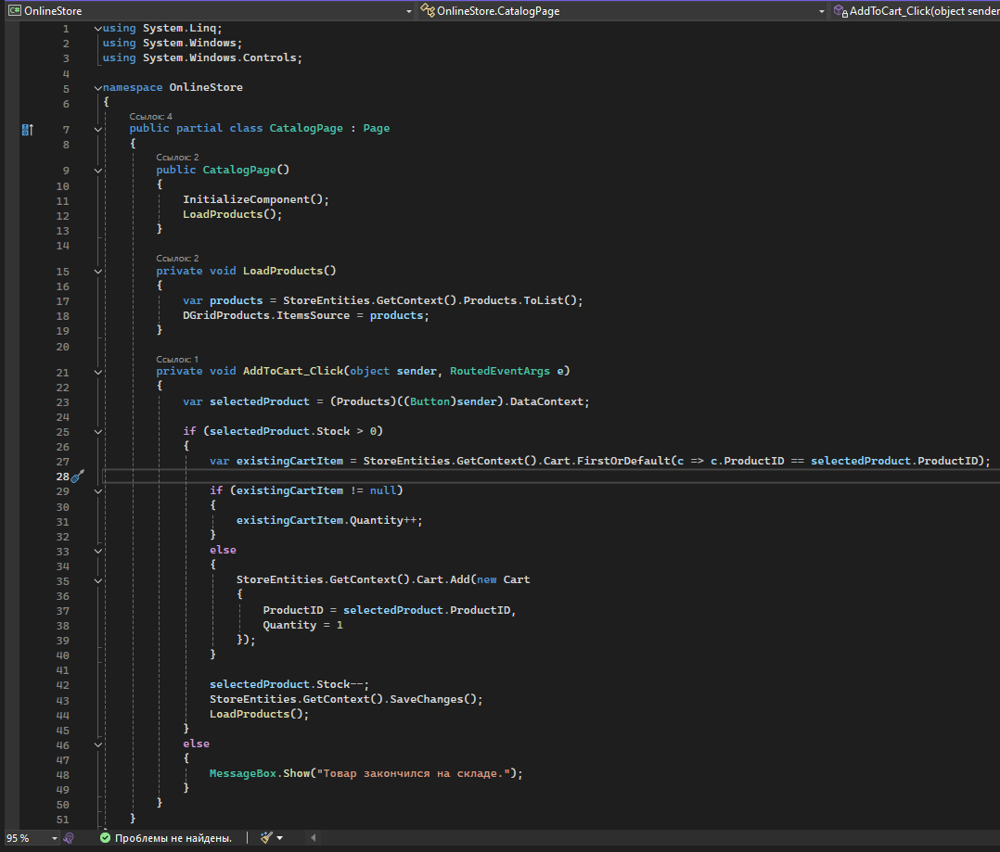 C# OnlineStore OnlineStore.CatalogPage AddToCart_Click(object sender
1 using System.Linq;
2 using System.Windows;
3 using System.Windows.Controls;
4
5 namespace OnlineStore
6 {
Ссылок: 4
7 public partial class CatalogPage : Page
8 {
Ссылок: 2
9 public CatalogPage()
10 {
11 InitializeComponent();
12 LoadProducts();
13 }
14
Ссылок: 2
15 private void LoadProducts()
16 {
17 var products = StoreEntities.GetContext().Products.ToList();
18 DGridProducts.ItemsSource = products;
19 }
20
Ссылок: 1
21 private void AddToCart_Click(object sender, RoutedEventArgs e)
22 {
23 var selectedProduct = (Products)((Button)sender).DataContext;
24
25 if (selectedProduct.Stock > 0)
26 {
27 var existingCartItem = StoreEntities.GetContext().Cart.FirstOrDefault(c => c.ProductID == selectedProduct.ProductID);
28
29 if (existingCartItem != null)
30 {
31 existingCartItem.Quantity++;
32 }
33 else
34 {
35 StoreEntities.GetContext().Cart.Add(new Cart
36 {
37 ProductID = selectedProduct.ProductID,
38 Quantity = 1
39 });
40 }
41
42 selectedProduct.Stock--;
43 StoreEntities.GetContext().SaveChanges();
44 LoadProducts();
45 }
46 else
47 {
48 MessageBox.Show("Товар закончился на складе.");
49 }
50 }
51 }
95 % Проблемы не найдены.